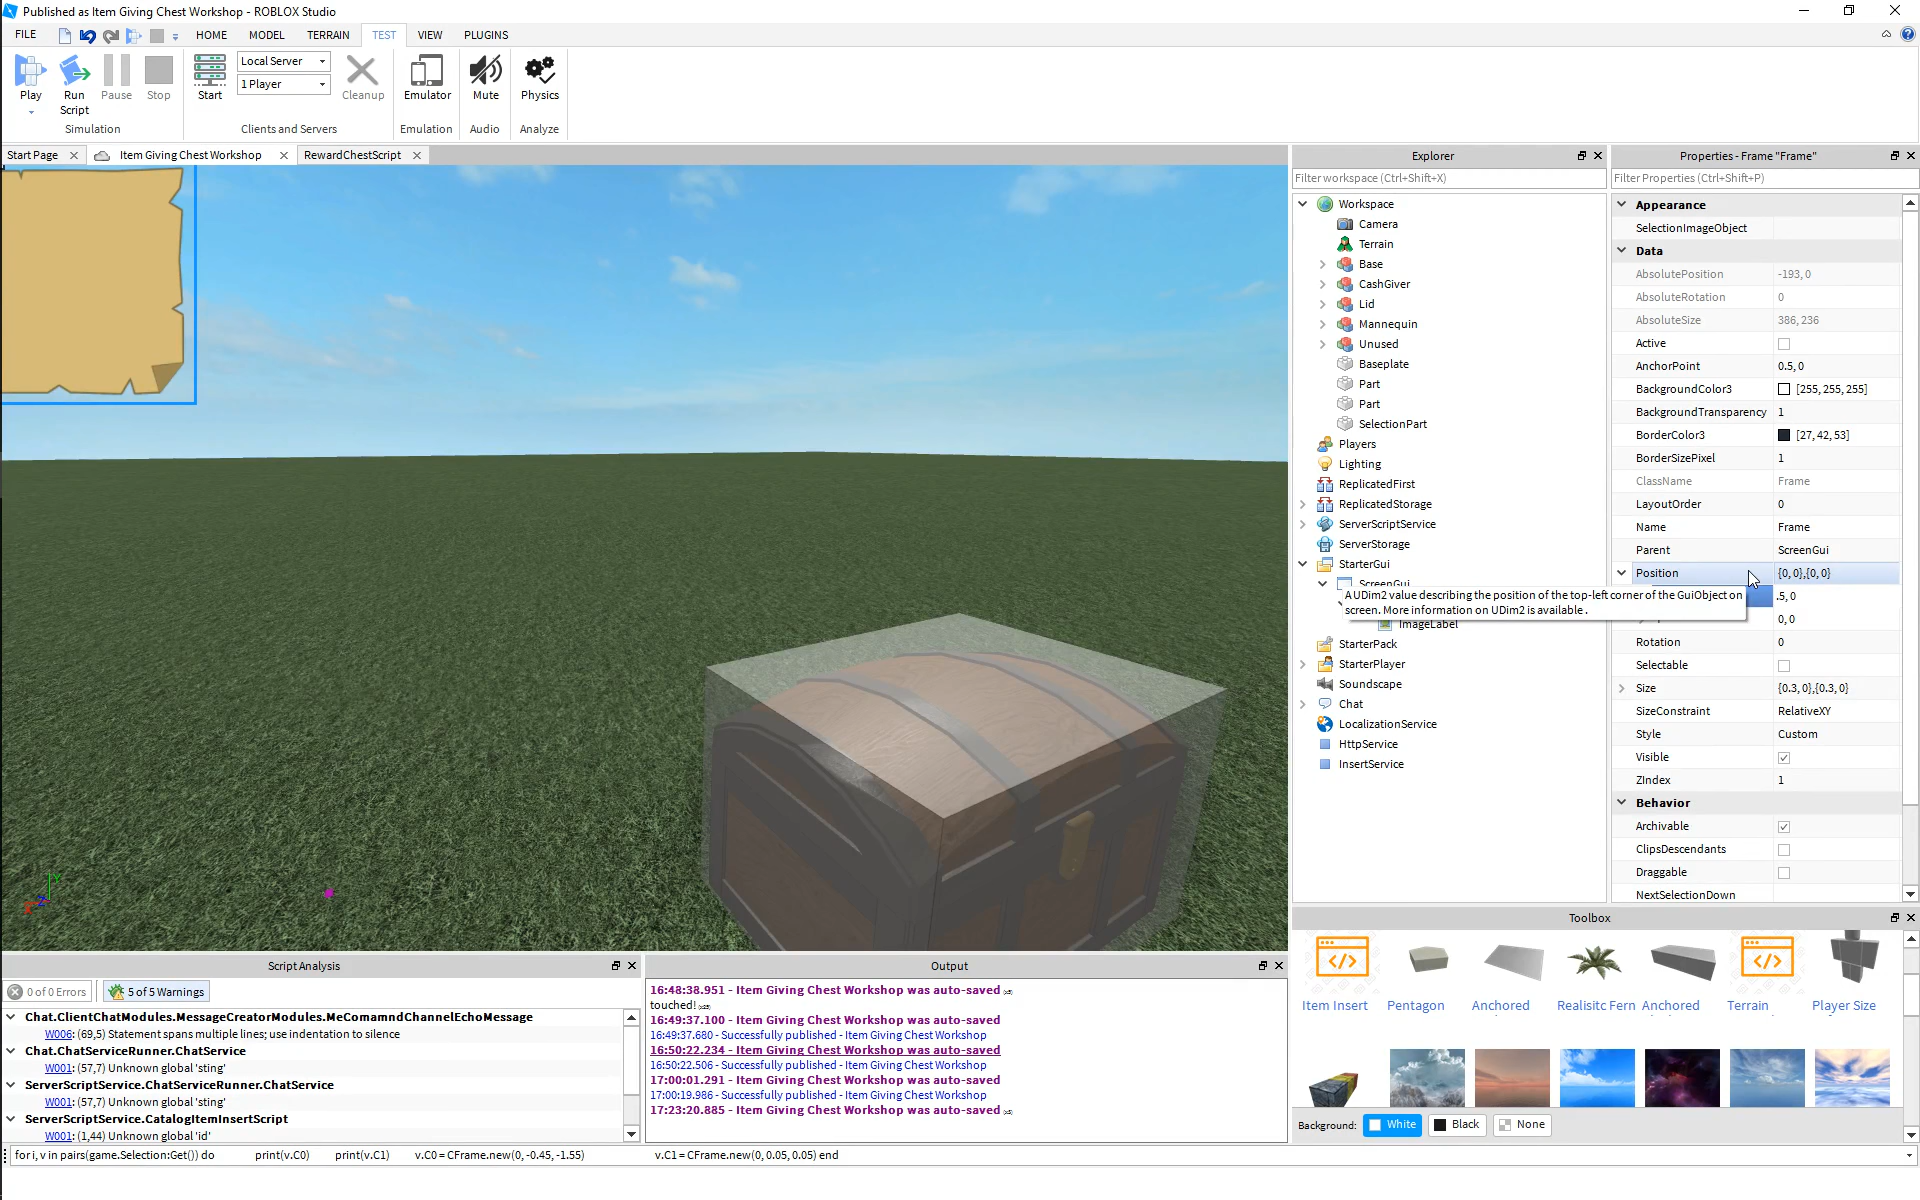 Published as Item Giving Chest Workshop - ROBLOX Studio
FILE HOME MODEL TERRAIN TEST VIEW PLUGINS
Local Server
1 Player
Play
Run Script
Pause
Stop
Start
Cleanup
Emulator
Mute
Physics
Simulation
Clients and Servers
Emulation
Audio
Analyze
Start Page
Item Giving Chest Workshop
RewardChestScript
Explorer
Filter workspace (Ctrl+Shift+X)
Workspace
Camera
Terrain
Base
CashGiver
Lid
Mannequin
Unused
Baseplate
Part
Part
SelectionPart
Players
Lighting
ReplicatedFirst
ReplicatedStorage
ServerScriptService
ServerStorage
StarterGui
ScreenGui
A UDim2 value describing the position of the top-left corner of the GuiObject on
screen. More information on UDim2 is available .
ImageLabel
StarterPack
StarterPlayer
Soundscape
Chat
LocalizationService
HttpService
InsertService
Properties - Frame "Frame"
Filter Properties (Ctrl+Shift+P)
Appearance
SelectionImageObject
Data
AbsolutePosition -193, 0
AbsoluteRotation 0
AbsoluteSize 386, 236
Active
AnchorPoint 0.5, 0
BackgroundColor3 [255, 255, 255]
BackgroundTransparency 1
BorderColor3 [27, 42, 53]
BorderSizePixel 1
ClassName Frame
LayoutOrder 0
Name Frame
Parent ScreenGui
Position {0, 0},{0, 0}
.5, 0
0, 0
Rotation 0
Selectable
Size {0.3, 0},{0.3, 0}
SizeConstraint RelativeXY
Style Custom
Visible
ZIndex 1
Behavior
Archivable
ClipsDescendants
Draggable
NextSelectionDown
Toolbox
Item Insert Pentagon Anchored Realisitc Fern Anchored Terrain Player Size
Background: White Black None
Script Analysis
0 of 0 Errors
5 of 5 Warnings
Chat.ClientChatModules.MessageCreatorModules.MeComamndChannelEchoMessage
W006: (69,5) Statement spans multiple lines; use indentation to silence
Chat.ChatServiceRunner.ChatService
W001: (57,7) Unknown global 'sting'
ServerScriptService.ChatServiceRunner.ChatService
W001: (57,7) Unknown global 'sting'
ServerScriptService.CatalogItemInsertScript
W001: (1,44) Unknown global 'id'
Output
16:48:38.951 - Item Giving Chest Workshop was auto-saved
touched!
16:49:37.100 - Item Giving Chest Workshop was auto-saved
16:49:37.680 - Successfully published - Item Giving Chest Workshop
16:50:22.234 - Item Giving Chest Workshop was auto-saved
16:50:22.506 - Successfully published - Item Giving Chest Workshop
17:00:01.291 - Item Giving Chest Workshop was auto-saved
17:00:19.986 - Successfully published - Item Giving Chest Workshop
17:23:20.885 - Item Giving Chest Workshop was auto-saved
for i, v in pairs(game.Selection:Get()) do print(v.C0) print(v.C1) v.C0 = CFrame.new(0, -0.45, -1.55) v.C1 = CFrame.new(0, 0.05, 0.05) end